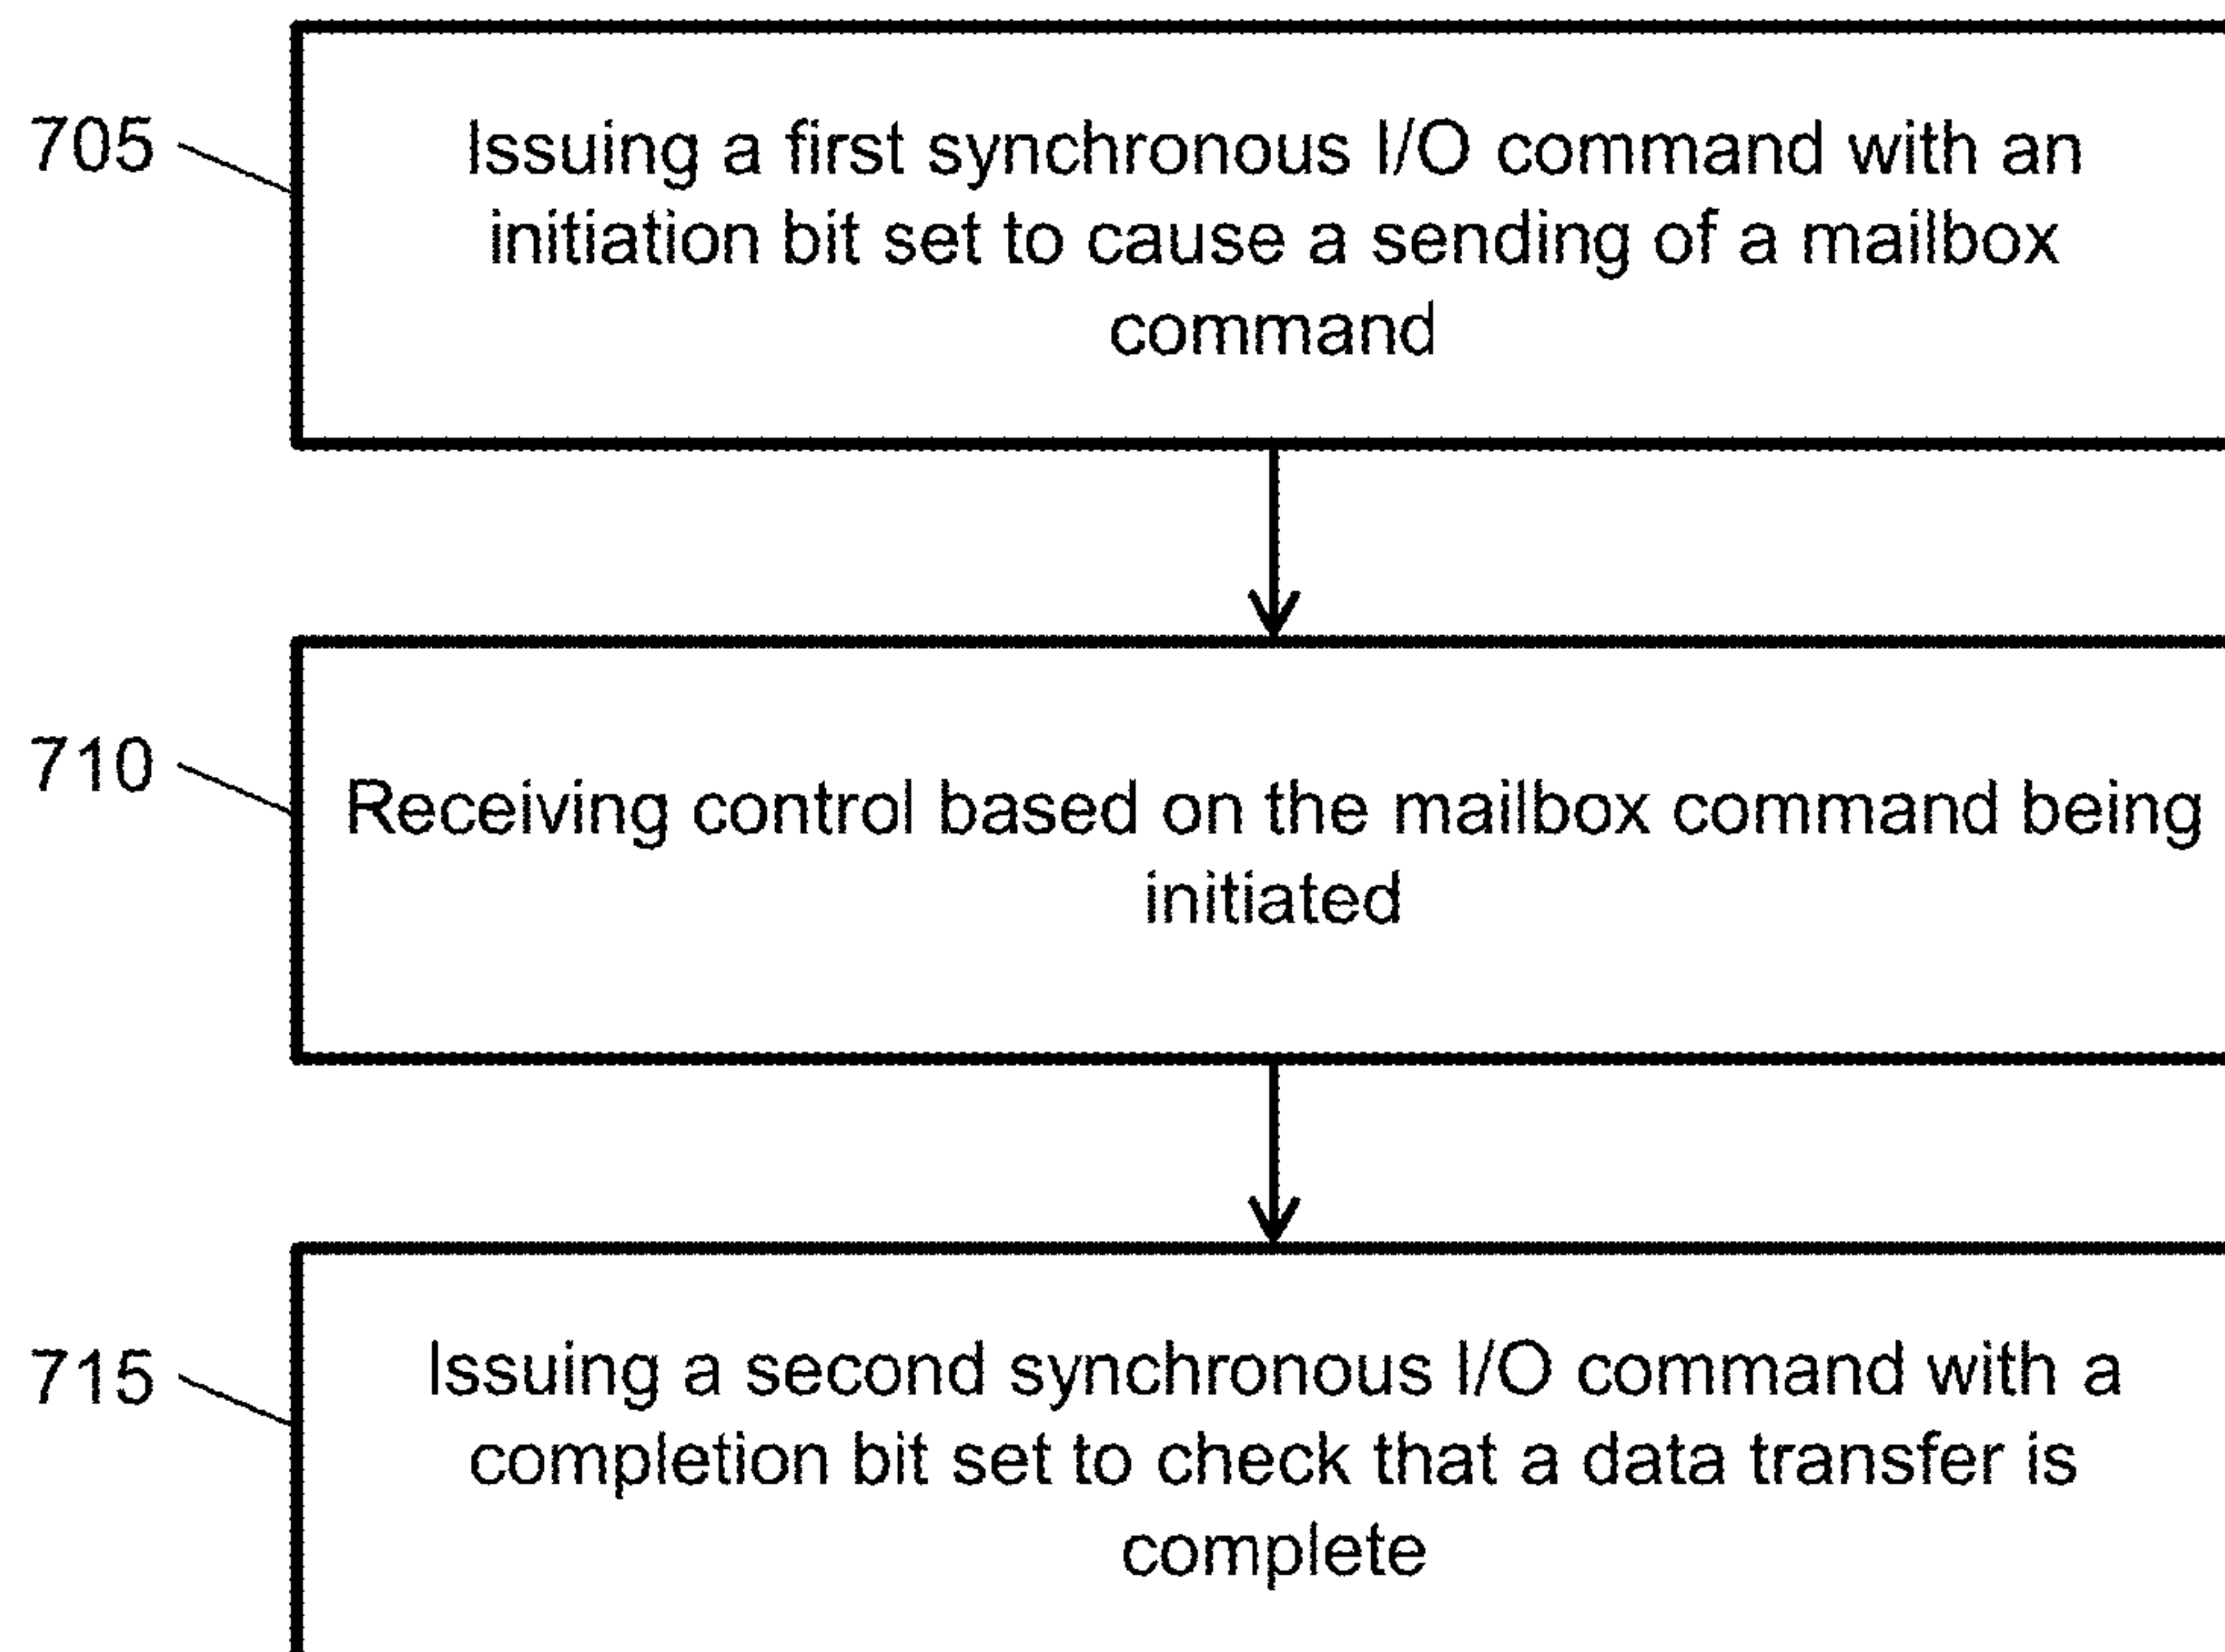 705
Issuing a first synchronous I/O command with an
initiation bit set to cause a sending of a mailbox
command
710
Receiving control based on the mailbox command being
initiated
715
Issuing a second synchronous I/O command with a
completion bit set to check that a data transfer is
complete